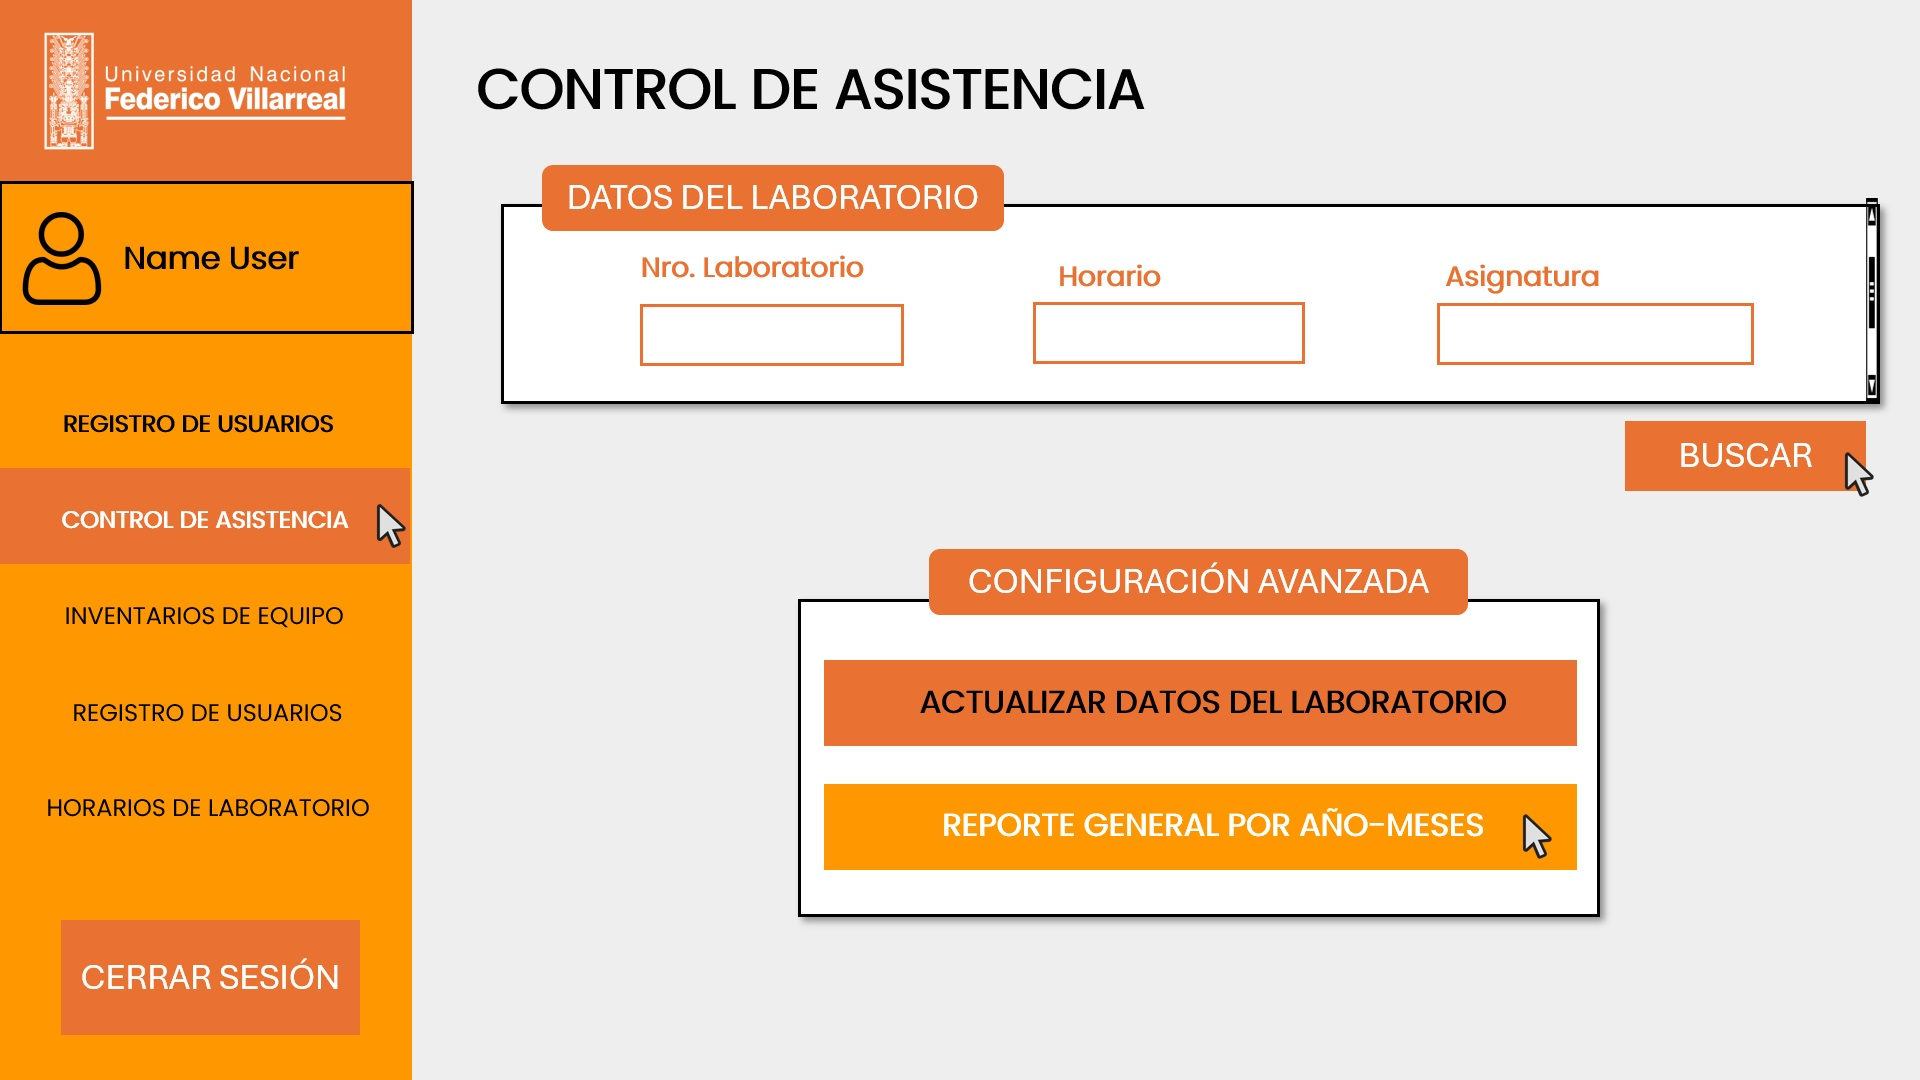 Universidad Nacional
Federico Villarreal
Name User
REGISTRO DE USUARIOS
CONTROL DE ASISTENCIA
INVENTARIOS DE EQUIPO
REGISTRO DE USUARIOS
HORARIOS DE LABORATORIO
CERRAR SESIÓN
CONTROL DE ASISTENCIA
DATOS DEL LABORATORIO
Nro. Laboratorio
Horario
Asignatura
BUSCAR
CONFIGURACIÓN AVANZADA
ACTUALIZAR DATOS DEL LABORATORIO
REPORTE GENERAL POR AÑO-MESES